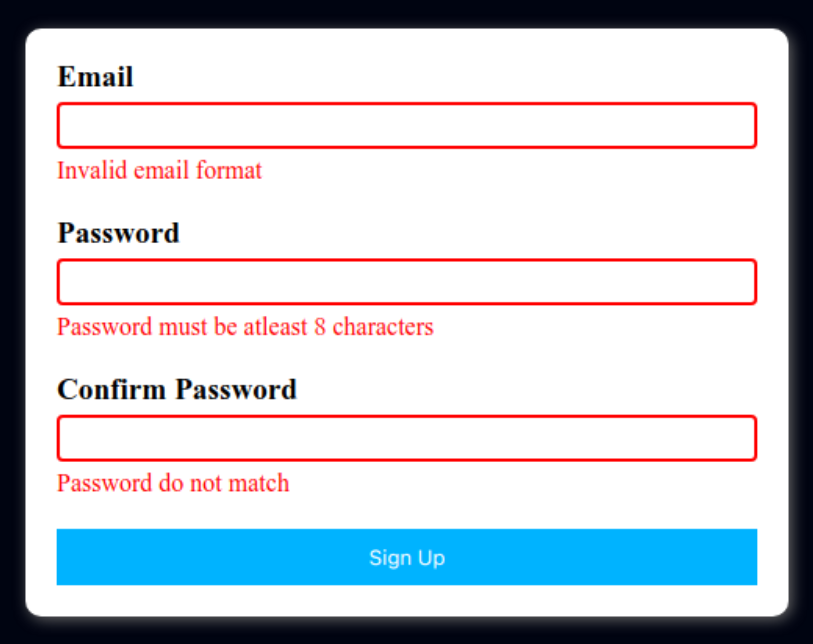 Email
Invalid email format
Password
Password must be atleast 8 characters
Confirm Password
Password do not match
Sign Up